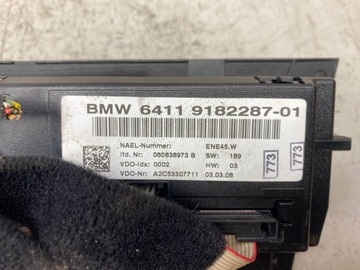 BMW 6411 9182287-01
NAEL-Nummer: ENE45.W
lfd. Nr: 080838973 B SW: 189
VDO-Idx: 0002 HW: 03
VDO-Nr: A2C53307711 03.03.08
773
773